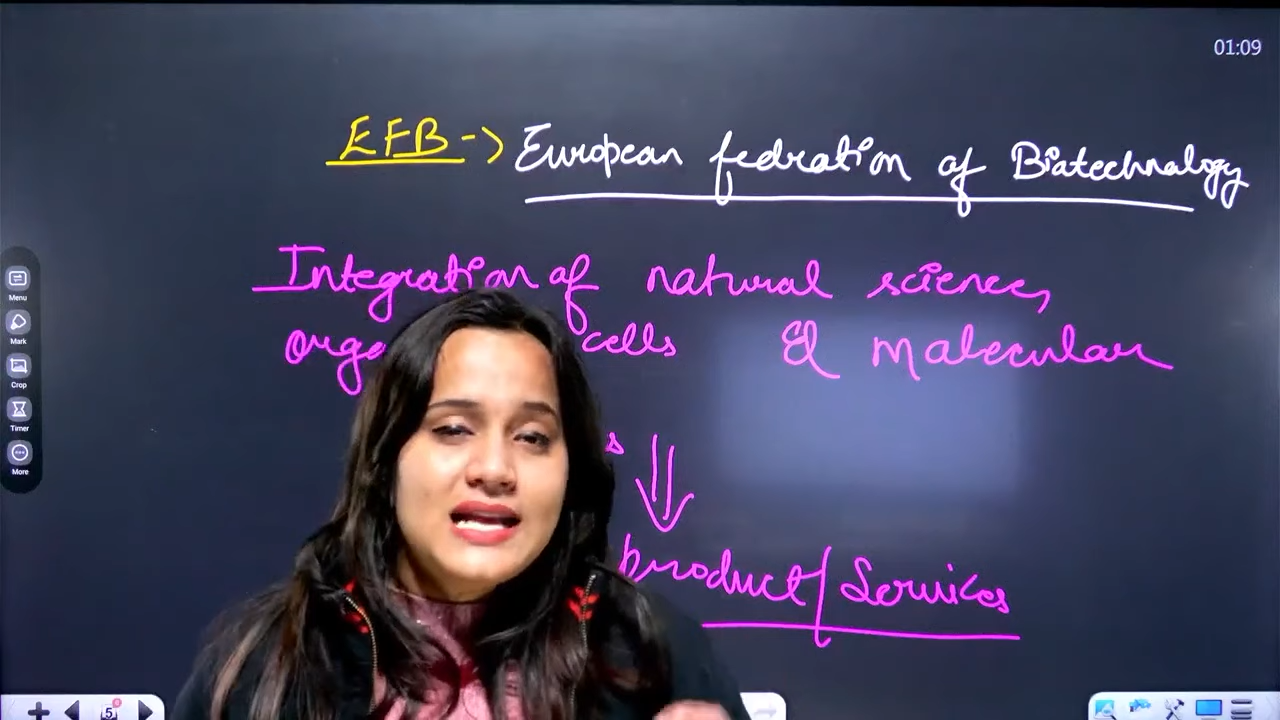 01:09
EFB -> European fedration of Biotechnology
Integration of natural science,
cells & molecular
product/Services
Menu
Mark
Crop
Timer
More
5